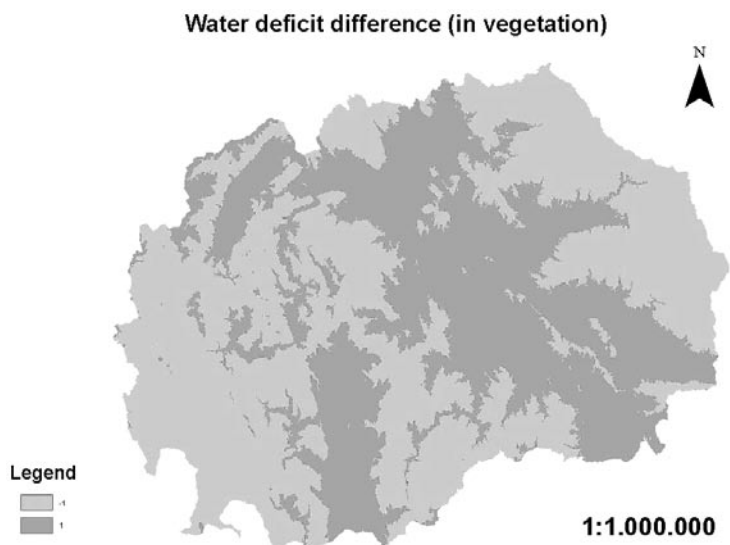 Water deficit difference (in vegetation)
N
Legend
-1
1
1:1.000.000